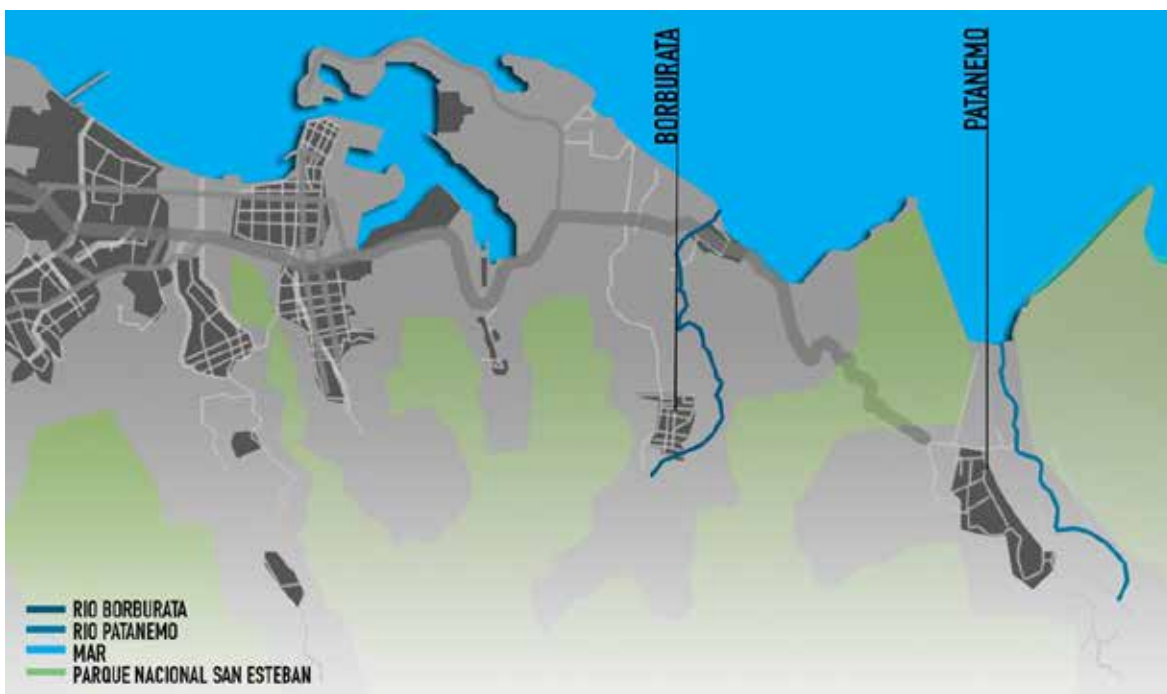 BORBURATA
PATANEMO
RIO BORBURATA
RIO PATANEMO
MAR
PARQUE NACIONAL SAN ESTEBAN